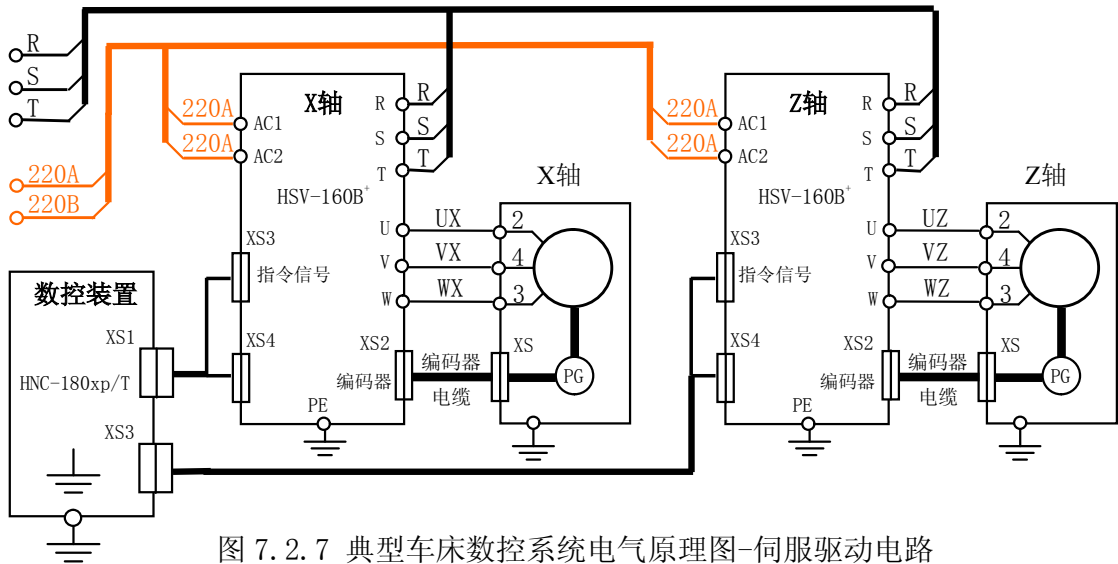 R
S
T
220A
220B
X轴
220A AC1
220A AC2
R R
S S
T T
HSV-160B+
U UX 2
V VX 4
W WX 3
X轴
XS3
指令信号
XS4
XS2
编码器
编码器
电缆
XS
PG
PE
Z轴
220A AC1
220A AC2
R R
S S
T T
HSV-160B+
U UZ 2
V VZ 4
W WZ 3
Z轴
XS3
指令信号
XS4
XS2
编码器
编码器
电缆
XS
PG
PE
数控装置
XS1
HNC-180xp/T
XS3
图 7.2.7 典型车床数控系统电气原理图-伺服驱动电路